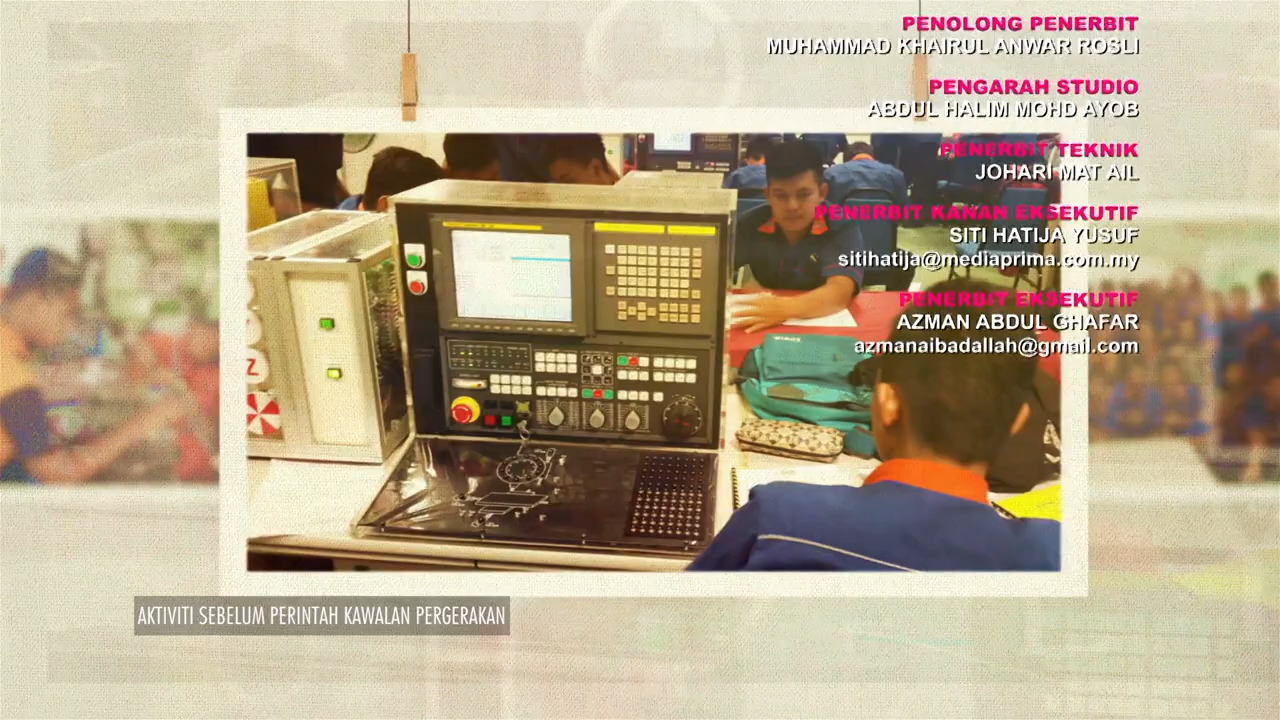 PENOLONG PENERBIT
MUHAMMAD KHAIRUL ANWAR ROSLI
PENGARAH STUDIO
ABDUL HALIM MOHD AYOB
PENERBIT TEKNIK
JOHARI MAT AIL
PENERBIT KANAN EKSEKUTIF
SITI HATIJA YUSUF
sitihatija@mediaprima.com.my
PENERBIT EKSEKUTIF
AZMAN ABDUL GHAFAR
azmanaibadallah@gmail.com
Z
AKTIVITI SEBELUM PERINTAH KAWALAN PERGERAKAN